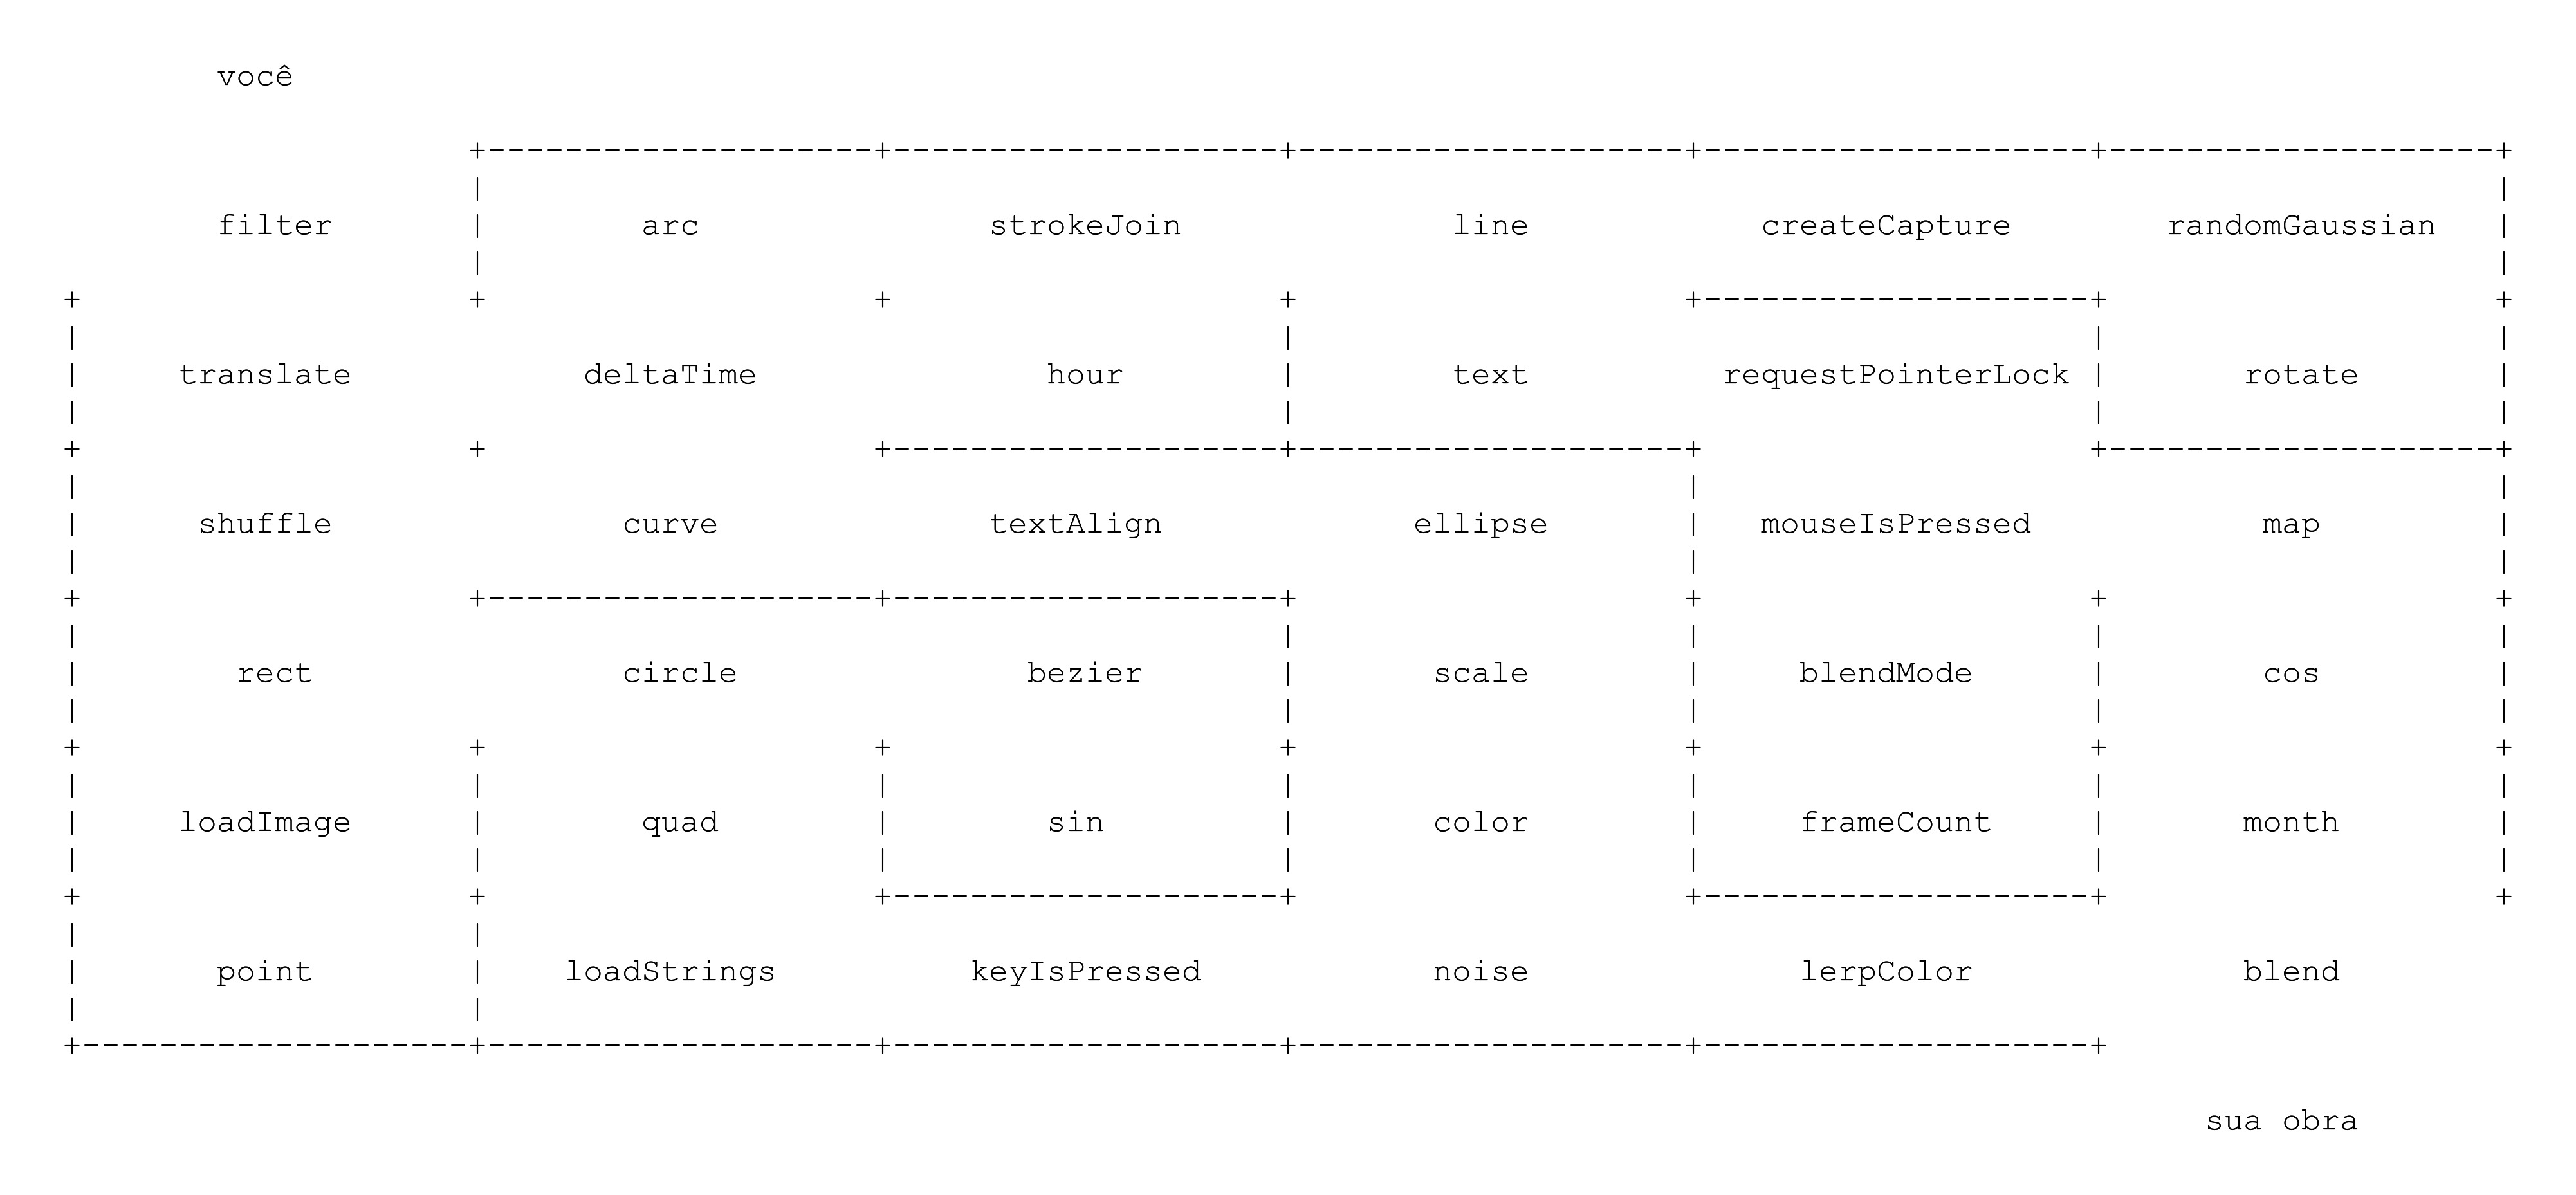 você
filter arc strokeJoin line createCapture randomGaussian
translate deltaTime hour text requestPointerLock rotate
shuffle curve textAlign ellipse mouseIsPressed map
rect circle bezier scale blendMode cos
loadImage quad sin color frameCount month
point loadStrings keyIsPressed noise lerpColor blend
sua obra